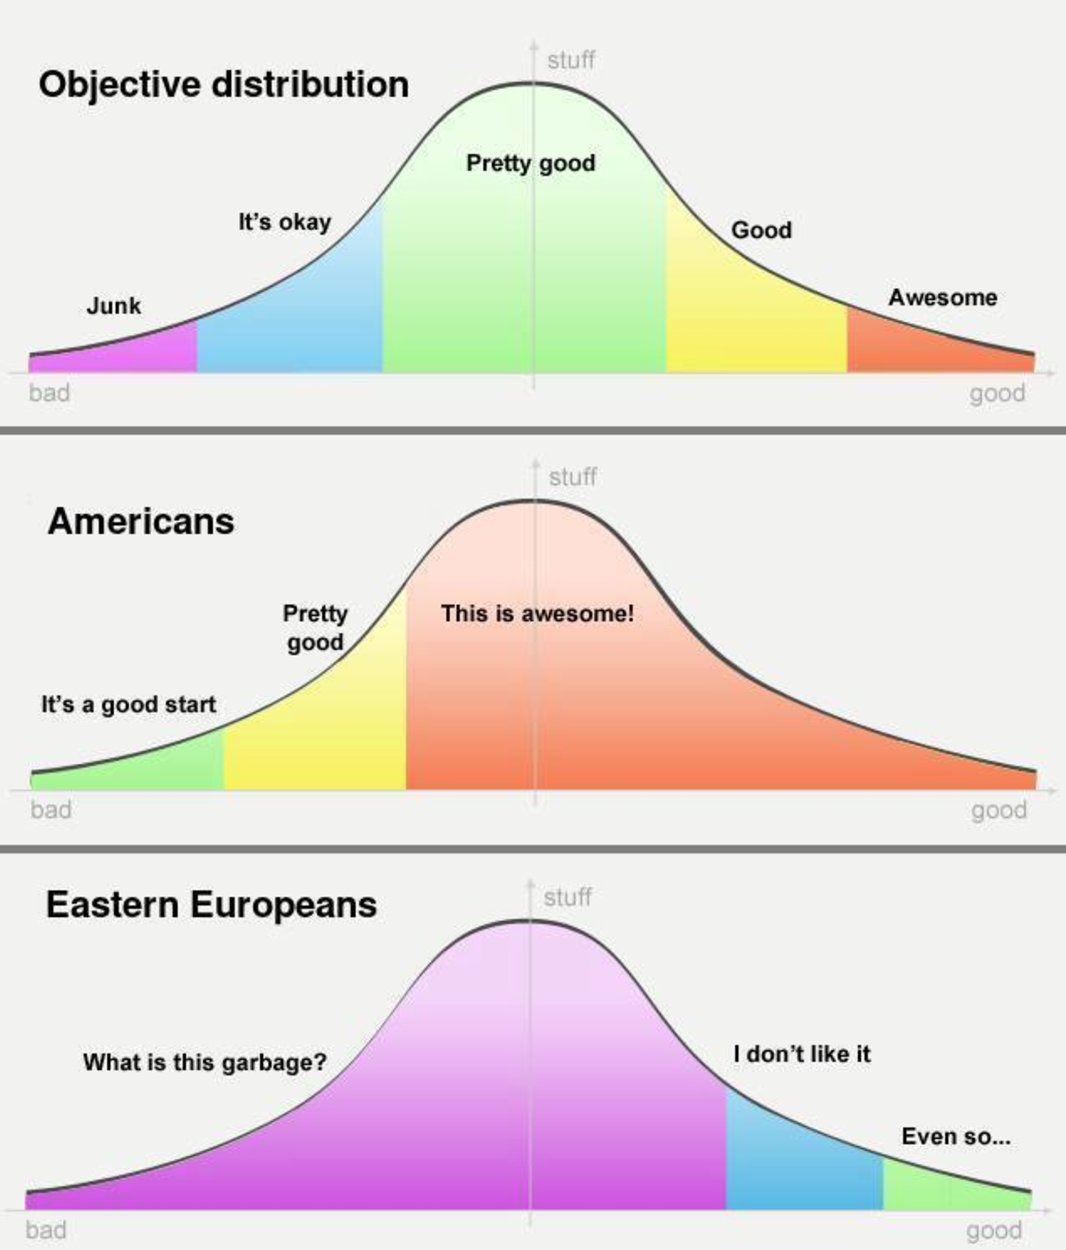 stuff
Objective distribution
Pretty good
It's okay
Good
Junk
Awesome
bad
good
stuff
Americans
Pretty
good
This is awesome!
It's a good start
bad
good
stuff
Eastern Europeans
What is this garbage?
I don't like it
Even so...
bad
good